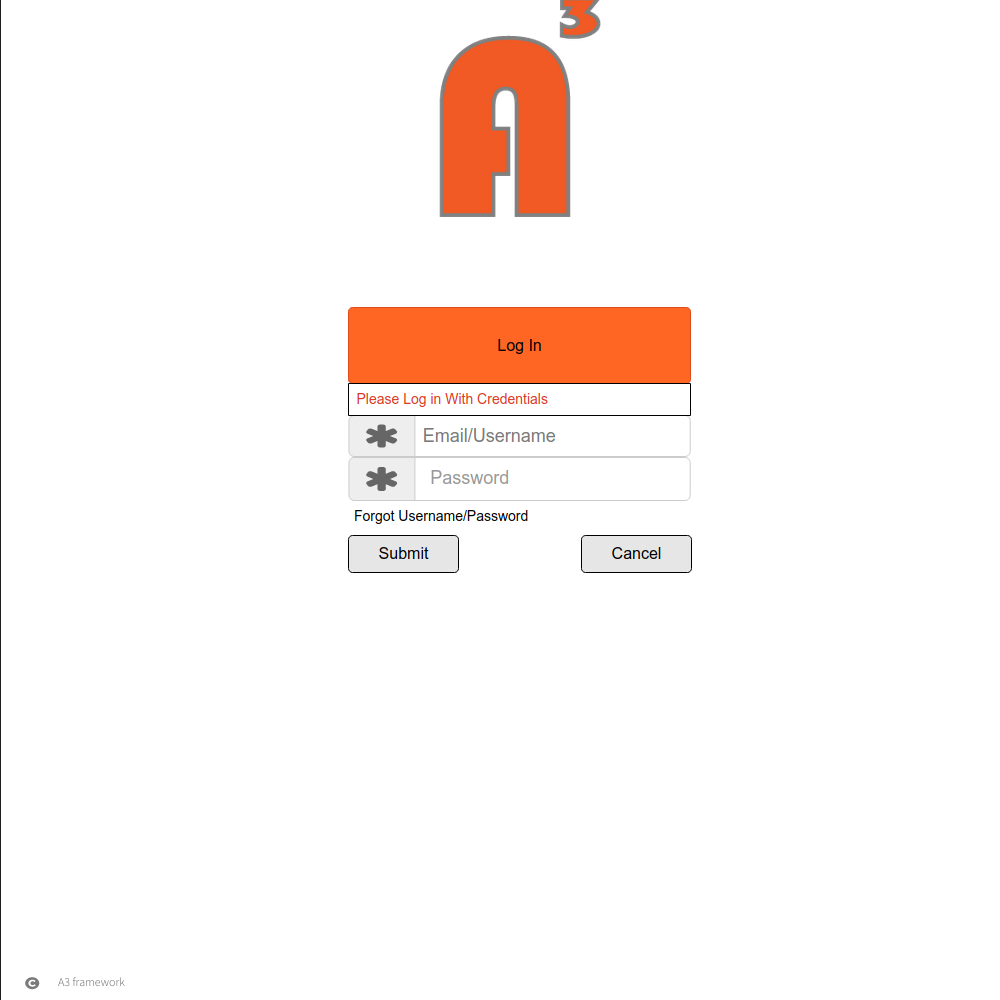 3
A
Log In
Please Log in With Credentials
Email/Username
Password
Forgot Username/Password
Submit
Cancel
C A3 framework